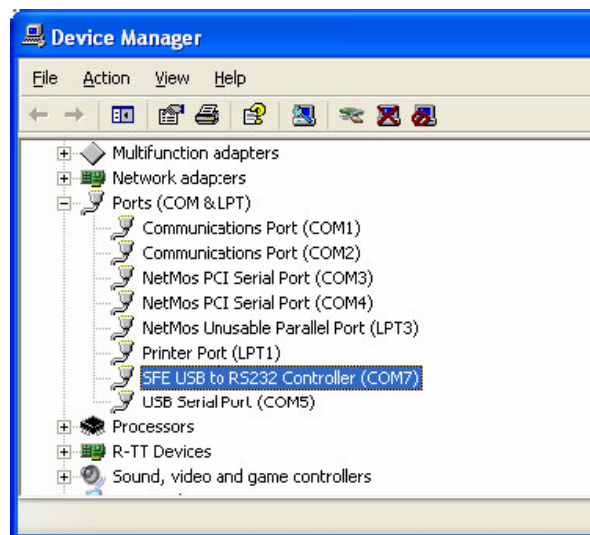 Device Manager
File Action View Help
Multifunction adapters
Network adapters
Ports (COM & LPT)
Communications Port (COM1)
Communications Port (COM2)
NetMos PCI Serial Port (COM3)
NetMos PCI Serial Port (COM4)
NetMos Unusable Parallel Port (LPT3)
Printer Port (LPT1)
SFE USB to RS232 Controller (COM7)
USB Serial Port (COM5)
Processors
R-TT Devices
Sound, video and game controllers